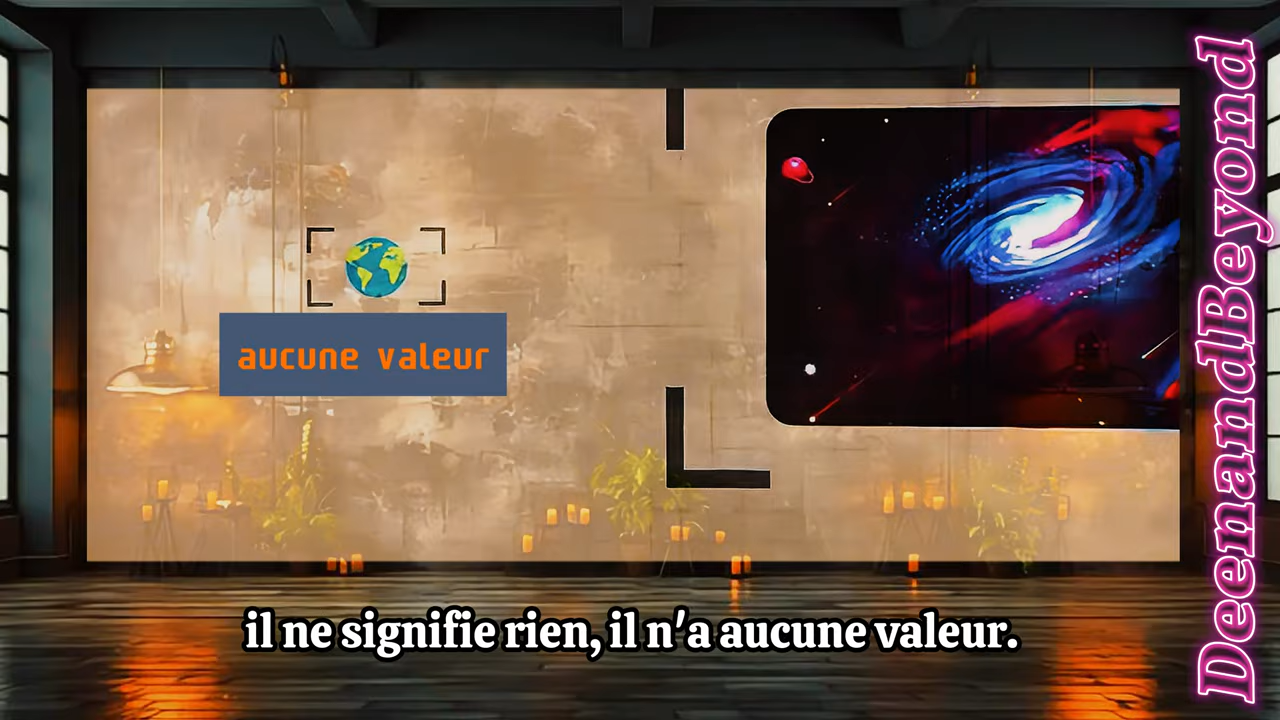 aucune valeur
il ne signifie rien, il n'a aucune valeur.
DeenandBeyond